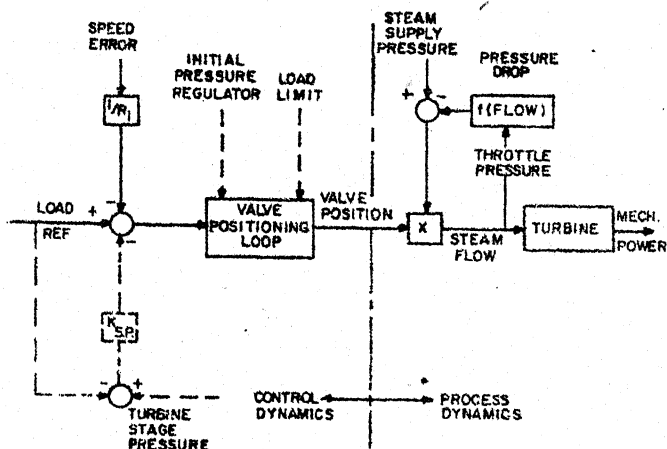 SPEED
ERROR
1/R1
INITIAL
PRESSURE
REGULATOR
LOAD
LIMIT
STEAM
SUPPLY
PRESSURE
PRESSURE
DROP
+
-
f(FLOW)
THROTTLE
PRESSURE
LOAD
REF
+
-
-
VALVE
POSITIONING
LOOP
VALVE
POSITION
X
STEAM
FLOW
TURBINE
MECH.
POWER
KS.P.
-
+
TURBINE
STAGE
PRESSURE
CONTROL
DYNAMICS
PROCESS
DYNAMICS